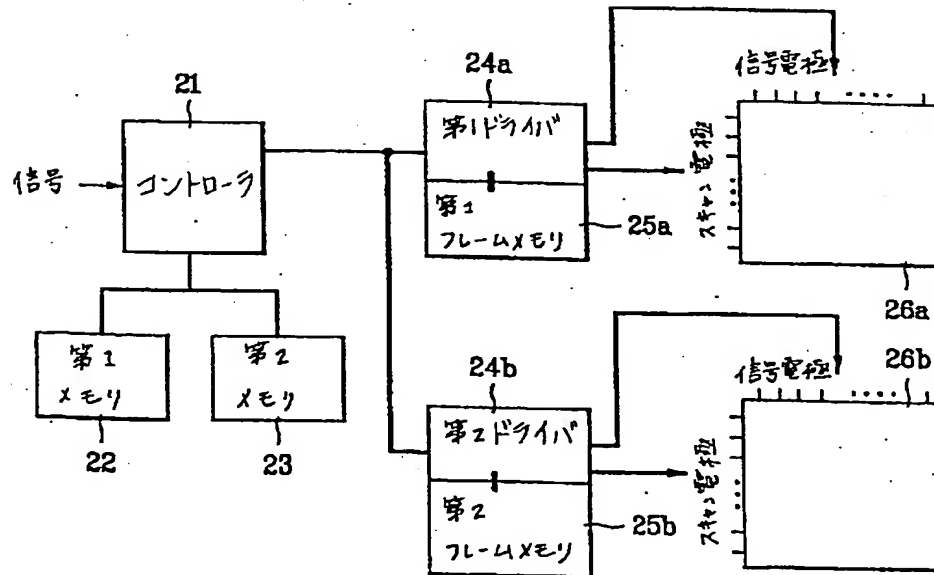 21
信号
コントローラ
第1
メモリ
22
第2
メモリ
23
24a
第1ドライバ
第1
フレームメモリ
25a
信号電極
スキャン電極
26a
24b
第2ドライバ
第2
フレームメモリ
25b
信号電極
26b
スキャン電極